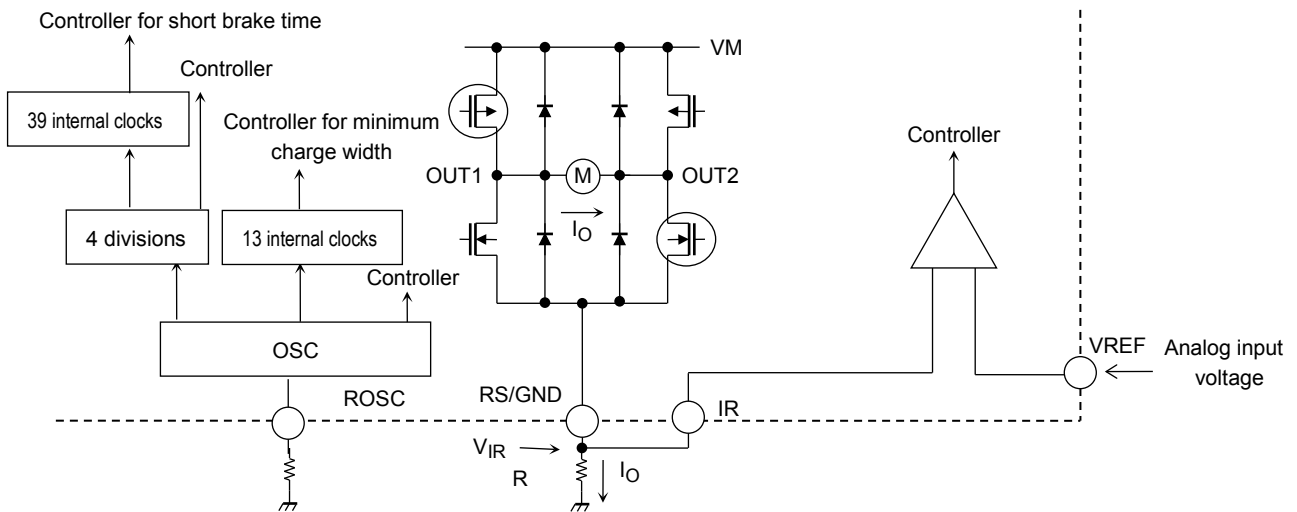 Controller for short brake time
Controller
39 internal clocks
Controller for minimum
charge width
4 divisions
13 internal clocks
Controller
OSC
ROSC
VM
OUT1
M
OUT2
IO
RS/GND
IR
VIR
R
IO
Controller
VREF
Analog input
voltage